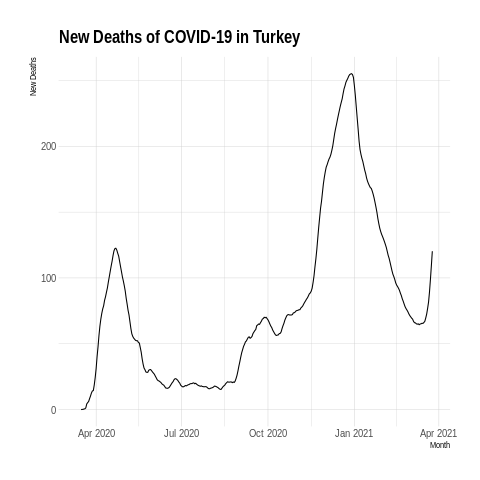 New Deaths of COVID-19 in Turkey
New Deaths
200
100
0
Apr 2020
Jul 2020
Oct 2020
Jan 2021
Apr 2021
Month